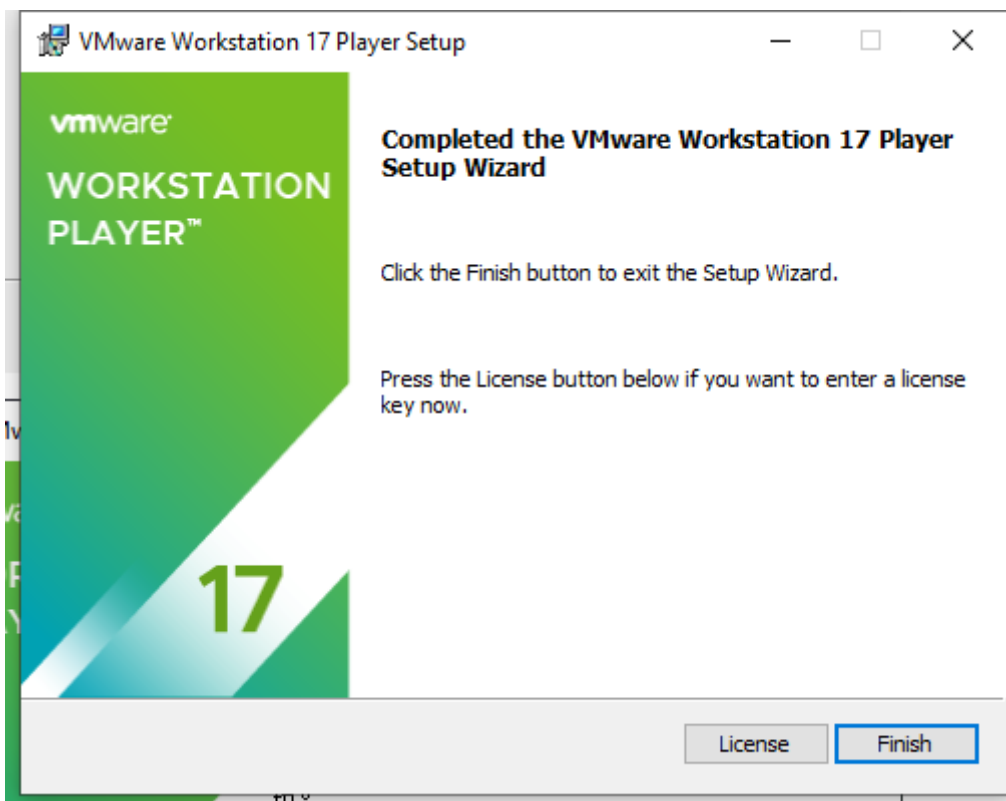 VMware Workstation 17 Player Setup
vmware
WORKSTATION
PLAYER™
Completed the VMware Workstation 17 Player
Setup Wizard
Click the Finish button to exit the Setup Wizard.
Press the License button below if you want to enter a license
key now.
17
License
Finish